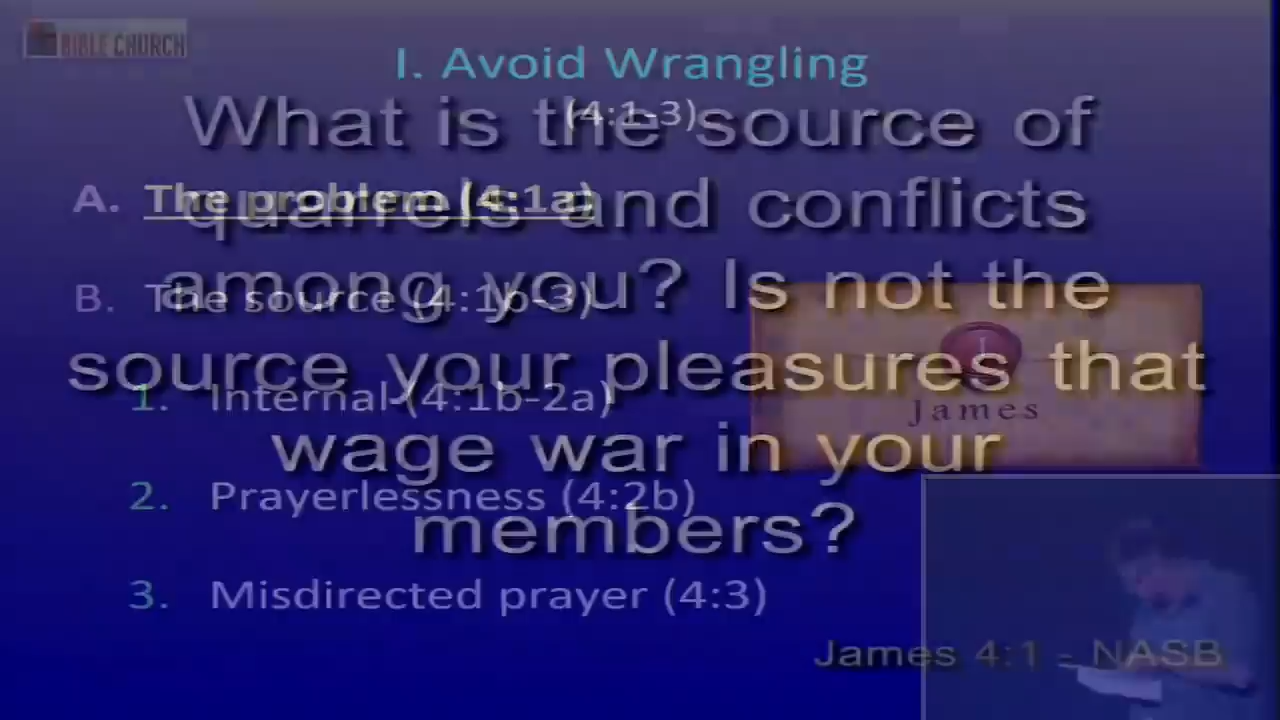 BIBLE CHURCH
I. Avoid Wrangling
(4:1-3)
A. The problem (4:1a)
B. The source (4:1b-3)
1. Internal (4:1b-2a)
2. Prayerlessness (4:2b)
3. Misdirected prayer (4:3)
J
James
What is the source of
quarrels and conflicts
among you? Is not the
source your pleasures that
wage war in your
members?
James 4:1 - NASB